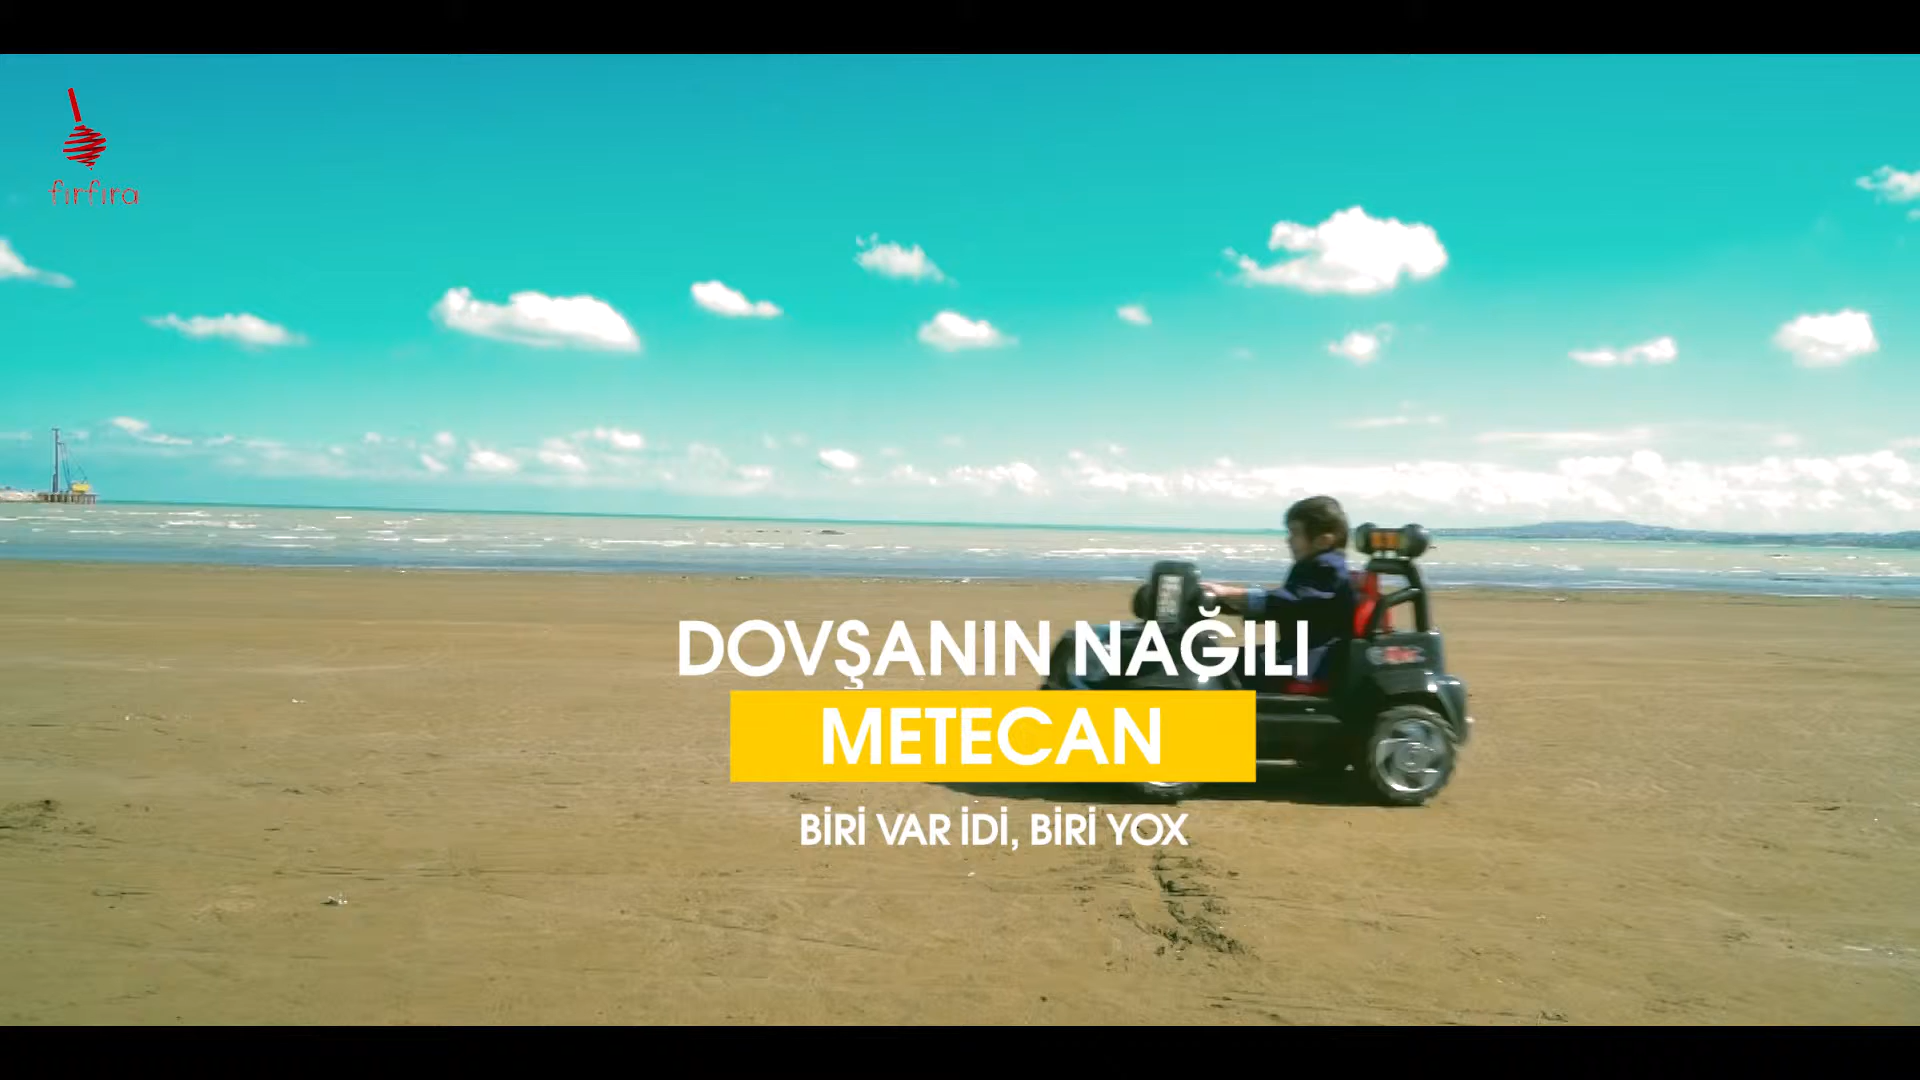 fırfıra
DOVŞANIN NAĞILI
METECAN
BİRİ VAR İDİ, BİRİ YOX